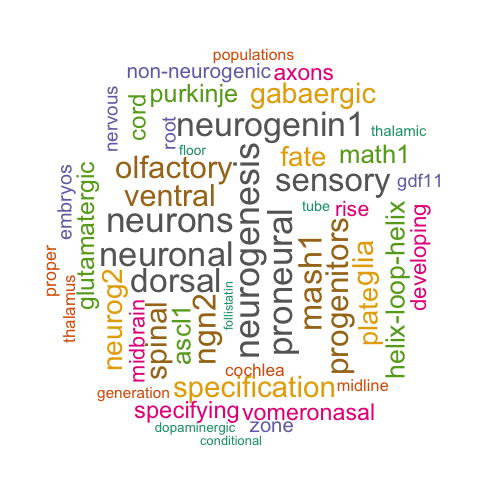 populations
non-neurogenic
axons
purkinje
gabaergic
nervous
cord
root
neurogenin1
thalamic
floor
olfactory
fate
math1
embryos
glutamatergic
ventral
sensory
gdf11
neurons
neurogenesis
tube
rise
proper
thalamus
neuronal
proneural
mash1
progenitors
plateglia
helix-loop-helix
developing
dorsal
neurog2
midbrain
spinal
ascl1
ngn2
follistatin
cochlea
generation
specification
midline
specifying
vomeronasal
dopaminergic
zone
conditional